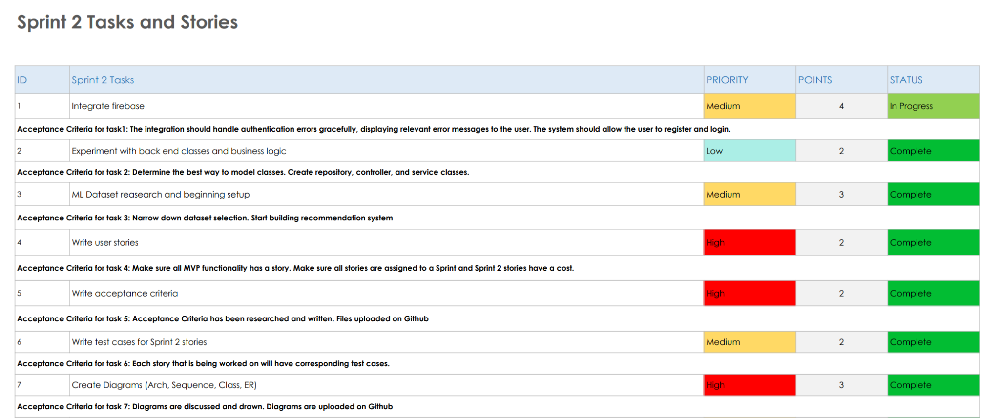 Sprint 2 Tasks and Stories
ID Sprint 2 Tasks PRIORITY POINTS STATUS
1 Integrate firebase Medium 4 In Progress
Acceptance Criteria for task1: The integration should handle authentication errors gracefully, displaying relevant error messages to the user. The system should allow the user to register and login.
2 Experiment with back end classes and business logic Low 2 Complete
Acceptance Criteria for task 2: Determine the best way to model classes. Create repository, controller, and service classes.
3 ML Dataset reasearch and beginning setup Medium 3 Complete
Acceptance Criteria for task 3: Narrow down dataset selection. Start building recommendation system
4 Write user stories High 2 Complete
Acceptance Criteria for task 4: Make sure all MVP functionality has a story. Make sure all stories are assigned to a Sprint and Sprint 2 stories have a cost.
5 Write acceptance criteria High 2 Complete
Acceptance Criteria for task 5: Acceptance Criteria has been researched and written. Files uploaded on Github
6 Write test cases for Sprint 2 stories Medium 2 Complete
Acceptance Criteria for task 6: Each story that is being worked on will have corresponding test cases.
7 Create Diagrams (Arch, Sequence, Class, ER) High 3 Complete
Acceptance Criteria for task 7: Diagrams are discussed and drawn. Diagrams are uploaded on Github